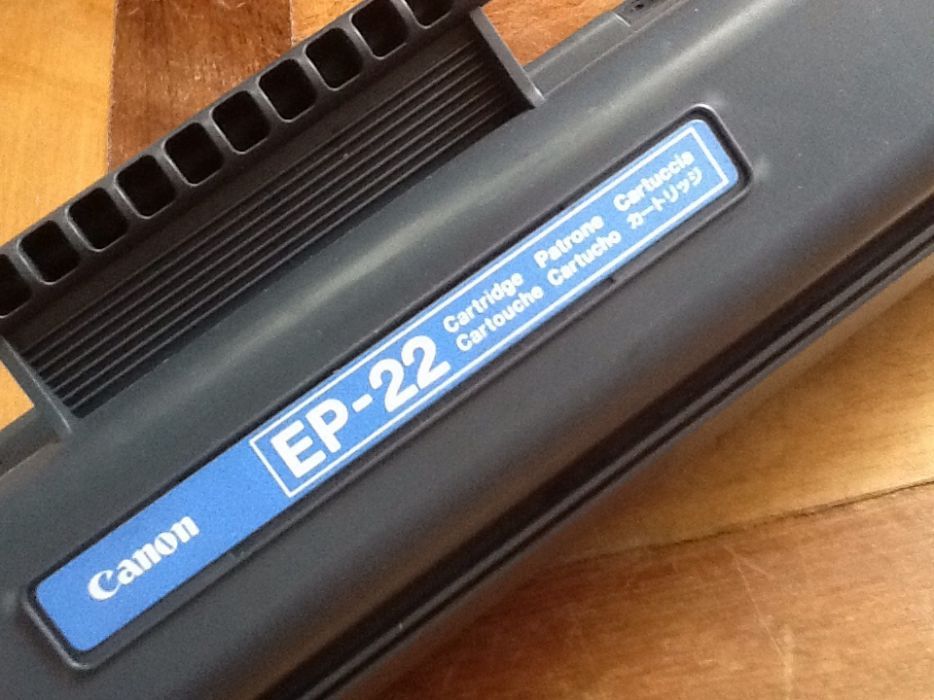 Canon
EP-22
Cartridge Patrone Cartuccia
Cartouche Cartucho カートリッジ